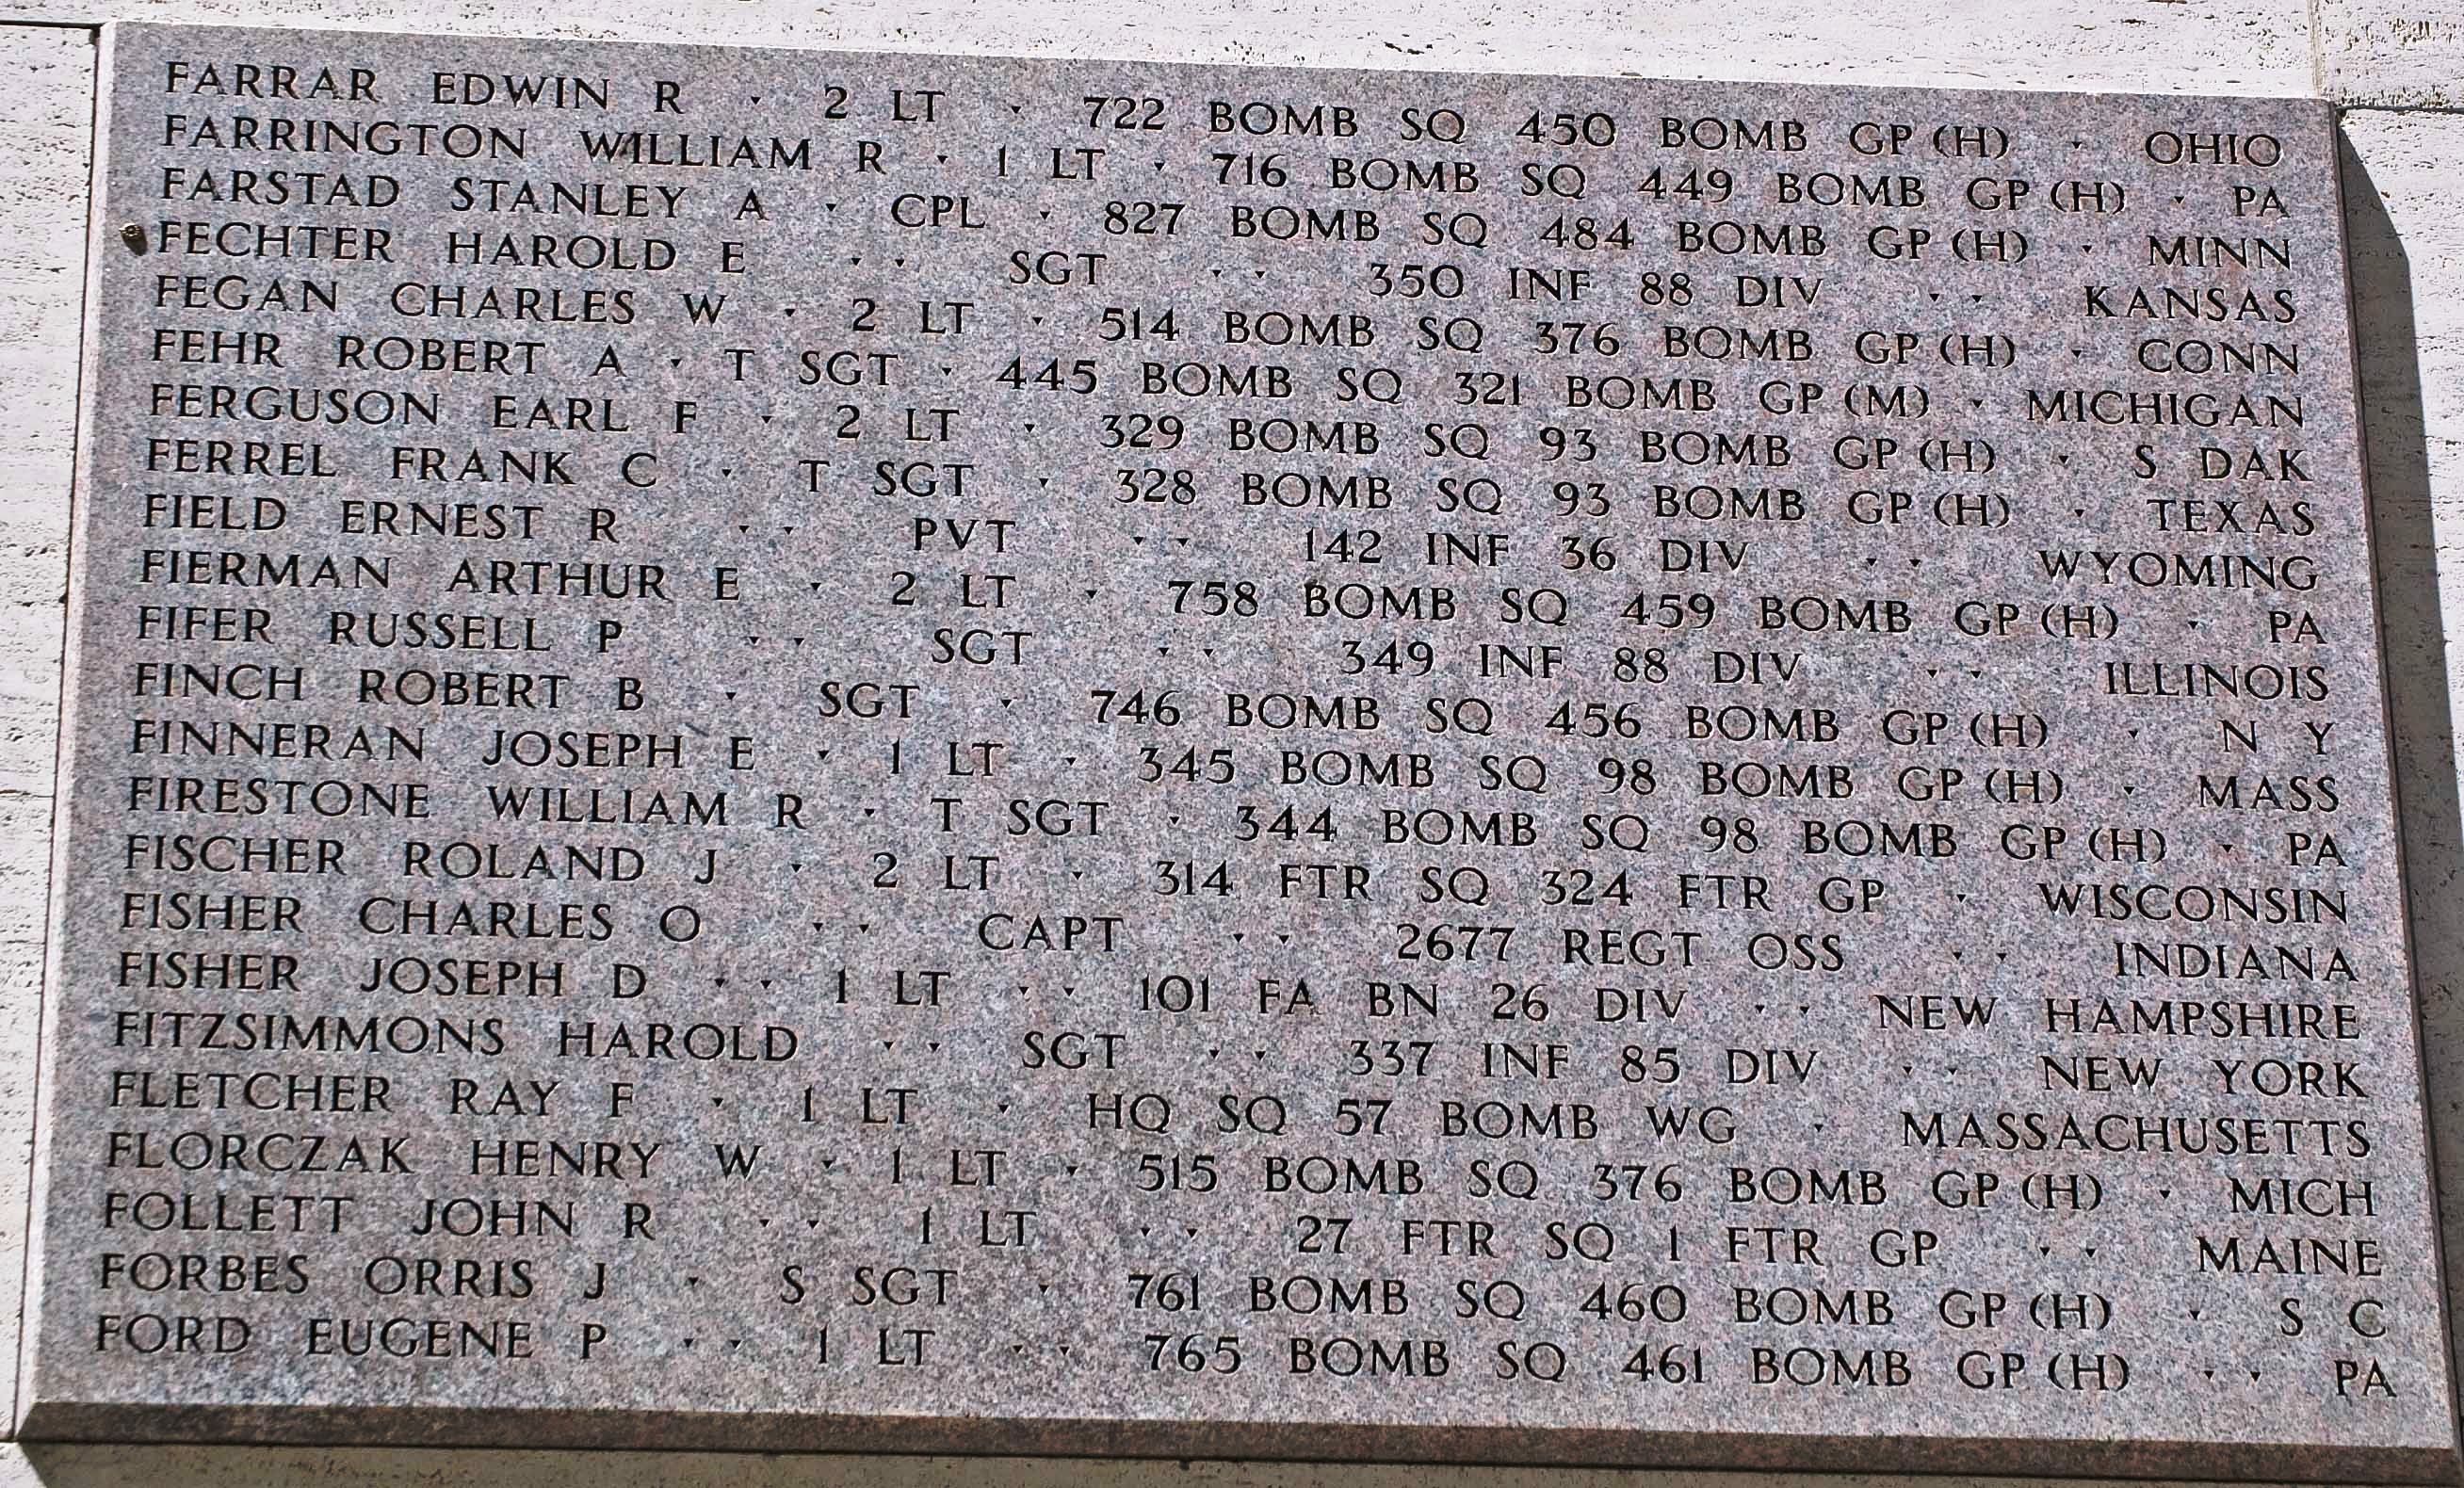 FARRAR EDWIN R · 2 LT · 722 BOMB SQ 450 BOMB GP (H) · OHIO
FARRINGTON WILLIAM R · 1 LT · 716 BOMB SQ 449 BOMB GP (H) · PA
FARSTAD STANLEY A · CPL · 827 BOMB SQ 484 BOMB GP (H) · MINN
FECHTER HAROLD E · · SGT · · 350 INF 88 DIV · · KANSAS
FEGAN CHARLES W · 2 LT · 514 BOMB SQ 376 BOMB GP (H) · CONN
FEHR ROBERT A · T SGT · 445 BOMB SQ 321 BOMB GP (M) · MICHIGAN
FERGUSON EARL F · 2 LT · 329 BOMB SQ 93 BOMB GP (H) · S DAK
FERREL FRANK C · T SGT · 328 BOMB SQ 93 BOMB GP (H) · TEXAS
FIELD ERNEST R · · PVT · · 142 INF 36 DIV · · WYOMING
FIERMAN ARTHUR E · 2 LT · 758 BOMB SQ 459 BOMB GP (H) · PA
FIFER RUSSELL P · · SGT · · 349 INF 88 DIV · · ILLINOIS
FINCH ROBERT B · SGT · 746 BOMB SQ 456 BOMB GP (H) · N Y
FINNERAN JOSEPH E · 1 LT · 345 BOMB SQ 98 BOMB GP (H) · MASS
FIRESTONE WILLIAM R · T SGT · 344 BOMB SQ 98 BOMB GP (H) · PA
FISCHER ROLAND J · 2 LT · 314 FTR SQ 324 FTR GP · WISCONSIN
FISHER CHARLES O · · CAPT · · 2677 REGT OSS · · INDIANA
FISHER JOSEPH D · · 1 LT · · 101 FA BN 26 DIV · · NEW HAMPSHIRE
FITZSIMMONS HAROLD · · SGT · · 337 INF 85 DIV · · NEW YORK
FLETCHER RAY F · 1 LT · HQ SQ 57 BOMB WG · MASSACHUSETTS
FLORCZAK HENRY W · 1 LT · 515 BOMB SQ 376 BOMB GP (H) · MICH
FOLLETT JOHN R · · 1 LT · · 27 FTR SQ 1 FTR GP · · MAINE
FORBES ORRIS J · S SGT · 761 BOMB SQ 460 BOMB GP (H) · S C
FORD EUGENE P · · 1 LT · · 765 BOMB SQ 461 BOMB GP (H) · · PA